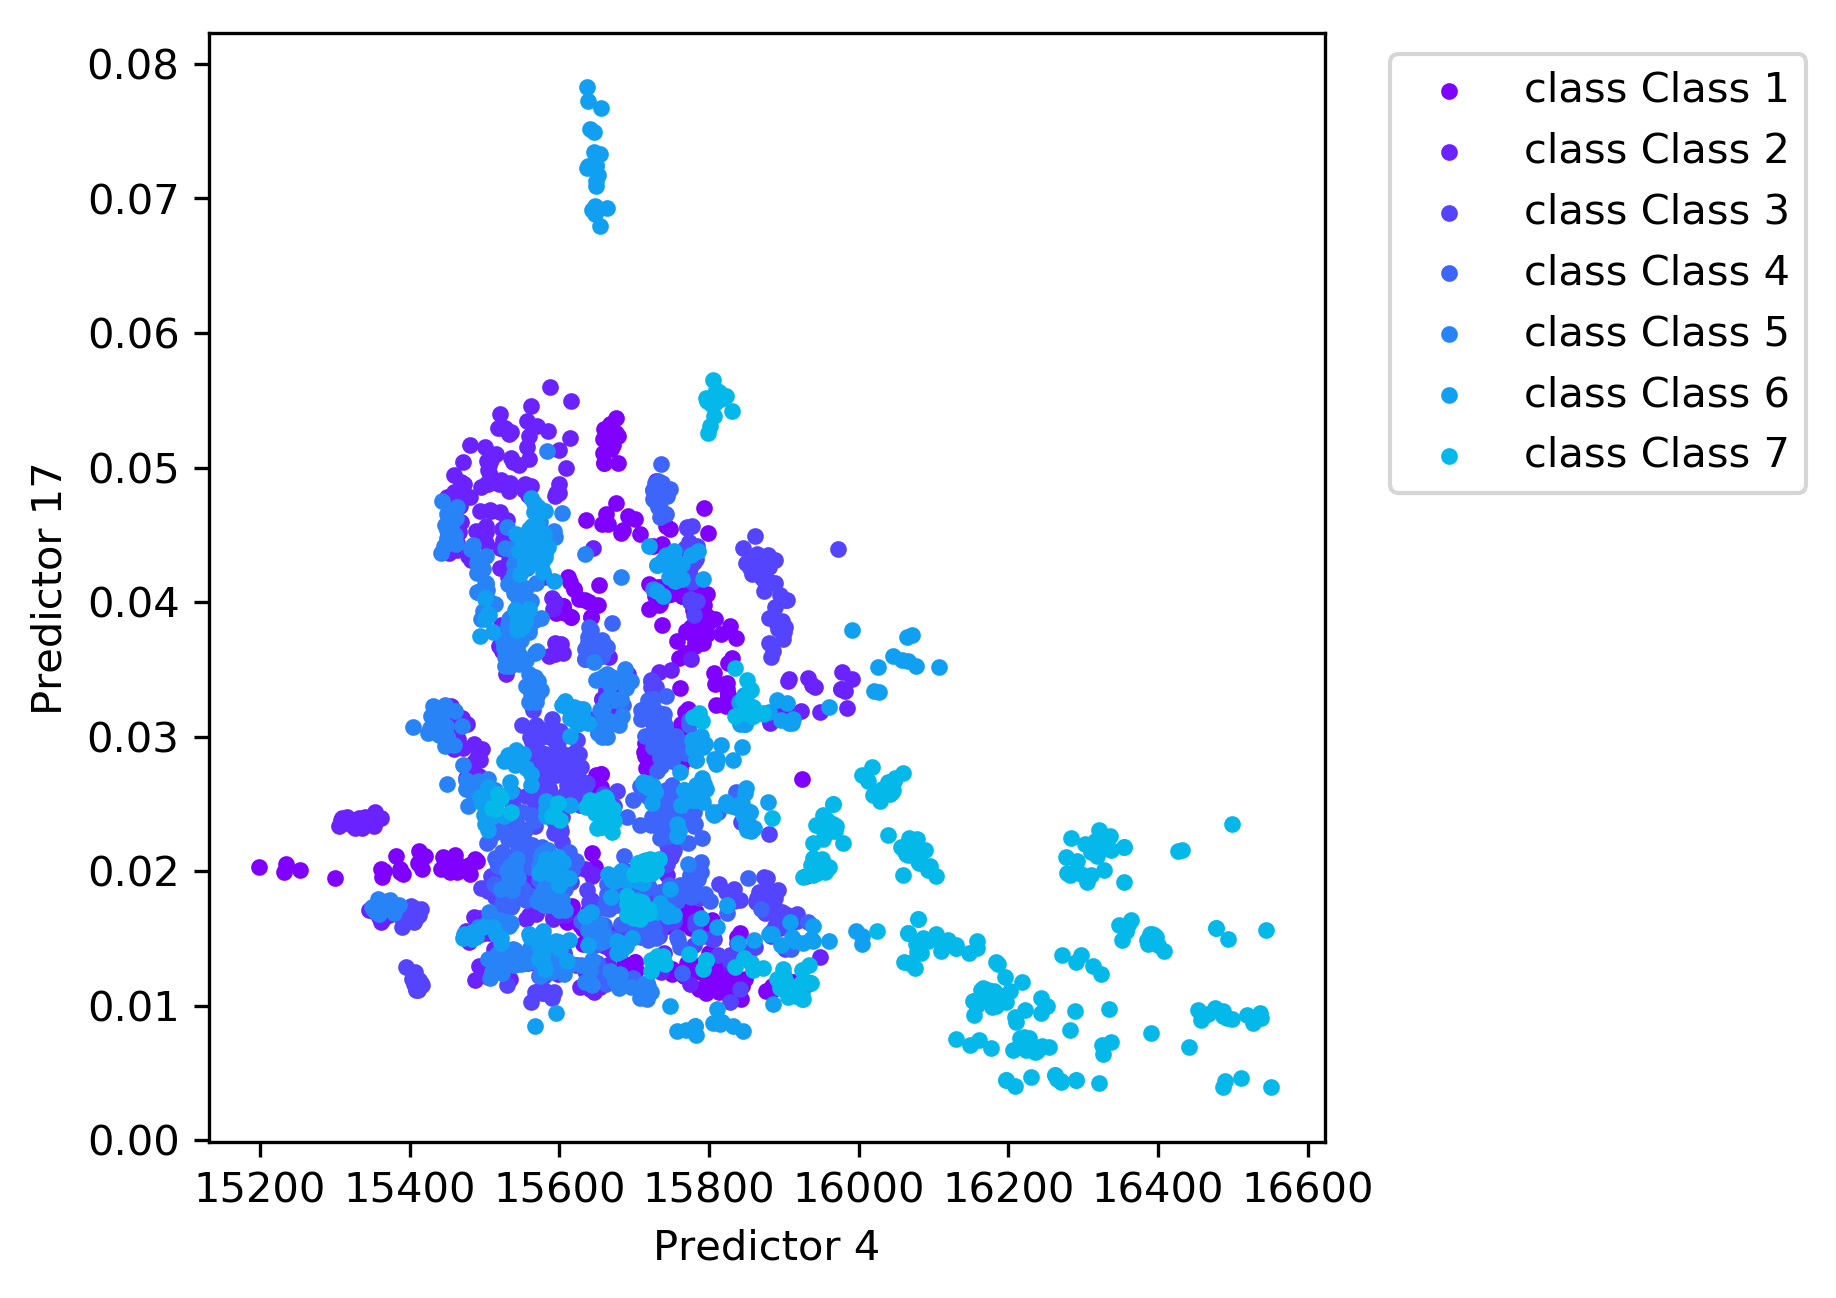 0.08
0.07
0.06
0.05
0.04
0.03
0.02
0.01
0.00
Predictor 17
15200 15400 15600 15800 16000 16200 16400 16600
Predictor 4
class Class 1
class Class 2
class Class 3
class Class 4
class Class 5
class Class 6
class Class 7